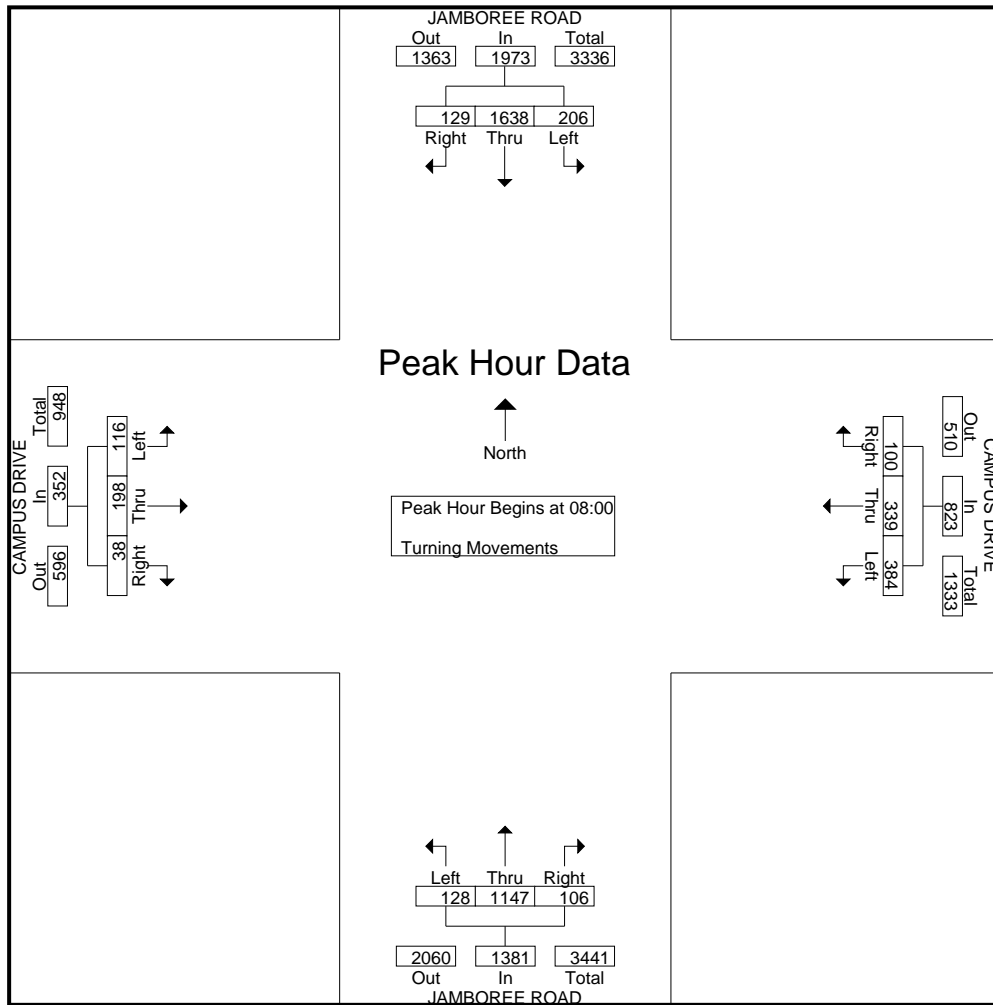 JAMBOREE ROAD
Out In Total
1363 1973 3336
129 1638 206
Right Thru Left
Peak Hour Data
North
Peak Hour Begins at 08:00
Turning Movements
CAMPUS DRIVE
Out In Total
596 352 948
38 198 116
Right Thru Left
CAMPUS DRIVE
Out In Total
510 823 1333
100 339 384
Right Thru Left
Left Thru Right
128 1147 106
2060 1381 3441
Out In Total
JAMBOREE ROAD